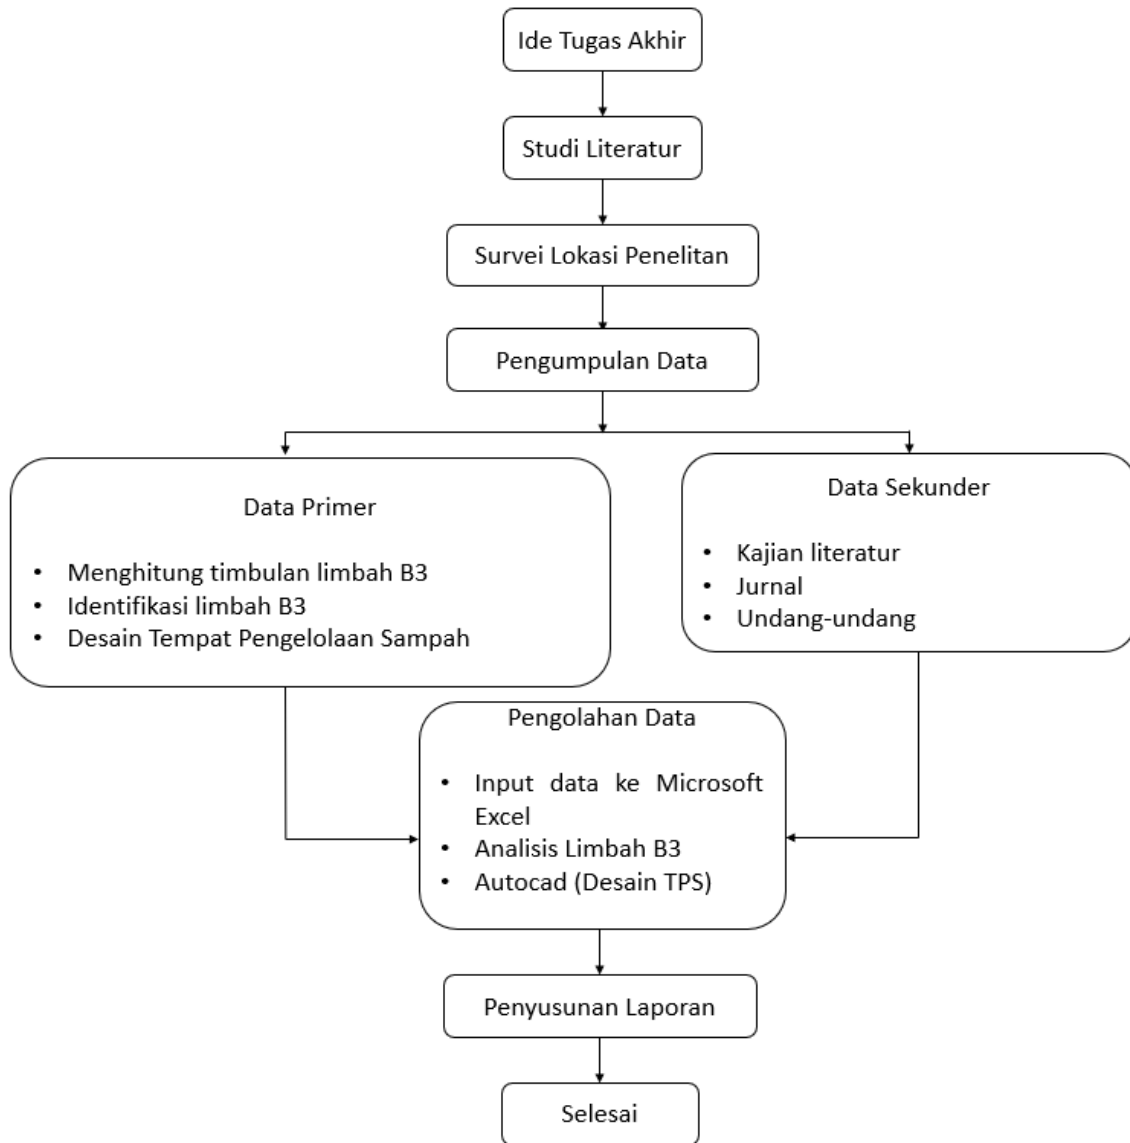 Ide Tugas Akhir
Studi Literatur
Survei Lokasi Penelitan
Pengumpulan Data
Data Primer
• Menghitung timbulan limbah B3
• Identifikasi limbah B3
• Desain Tempat Pengelolaan Sampah
Data Sekunder
• Kajian literatur
• Jurnal
• Undang-undang
Pengolahan Data
• Input data ke Microsoft
Excel
• Analisis Limbah B3
• Autocad (Desain TPS)
Penyusunan Laporan
Selesai